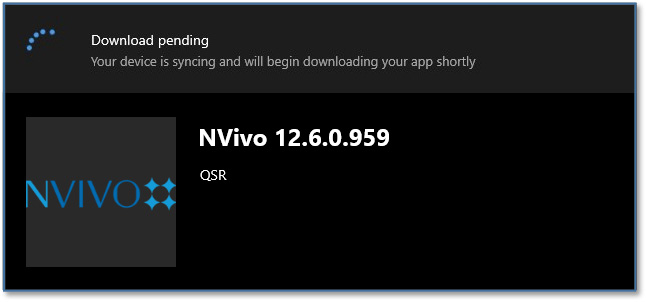 Download pending
Your device is syncing and will begin downloading your app shortly
NVivo 12.6.0.959
QSR
NVIVO